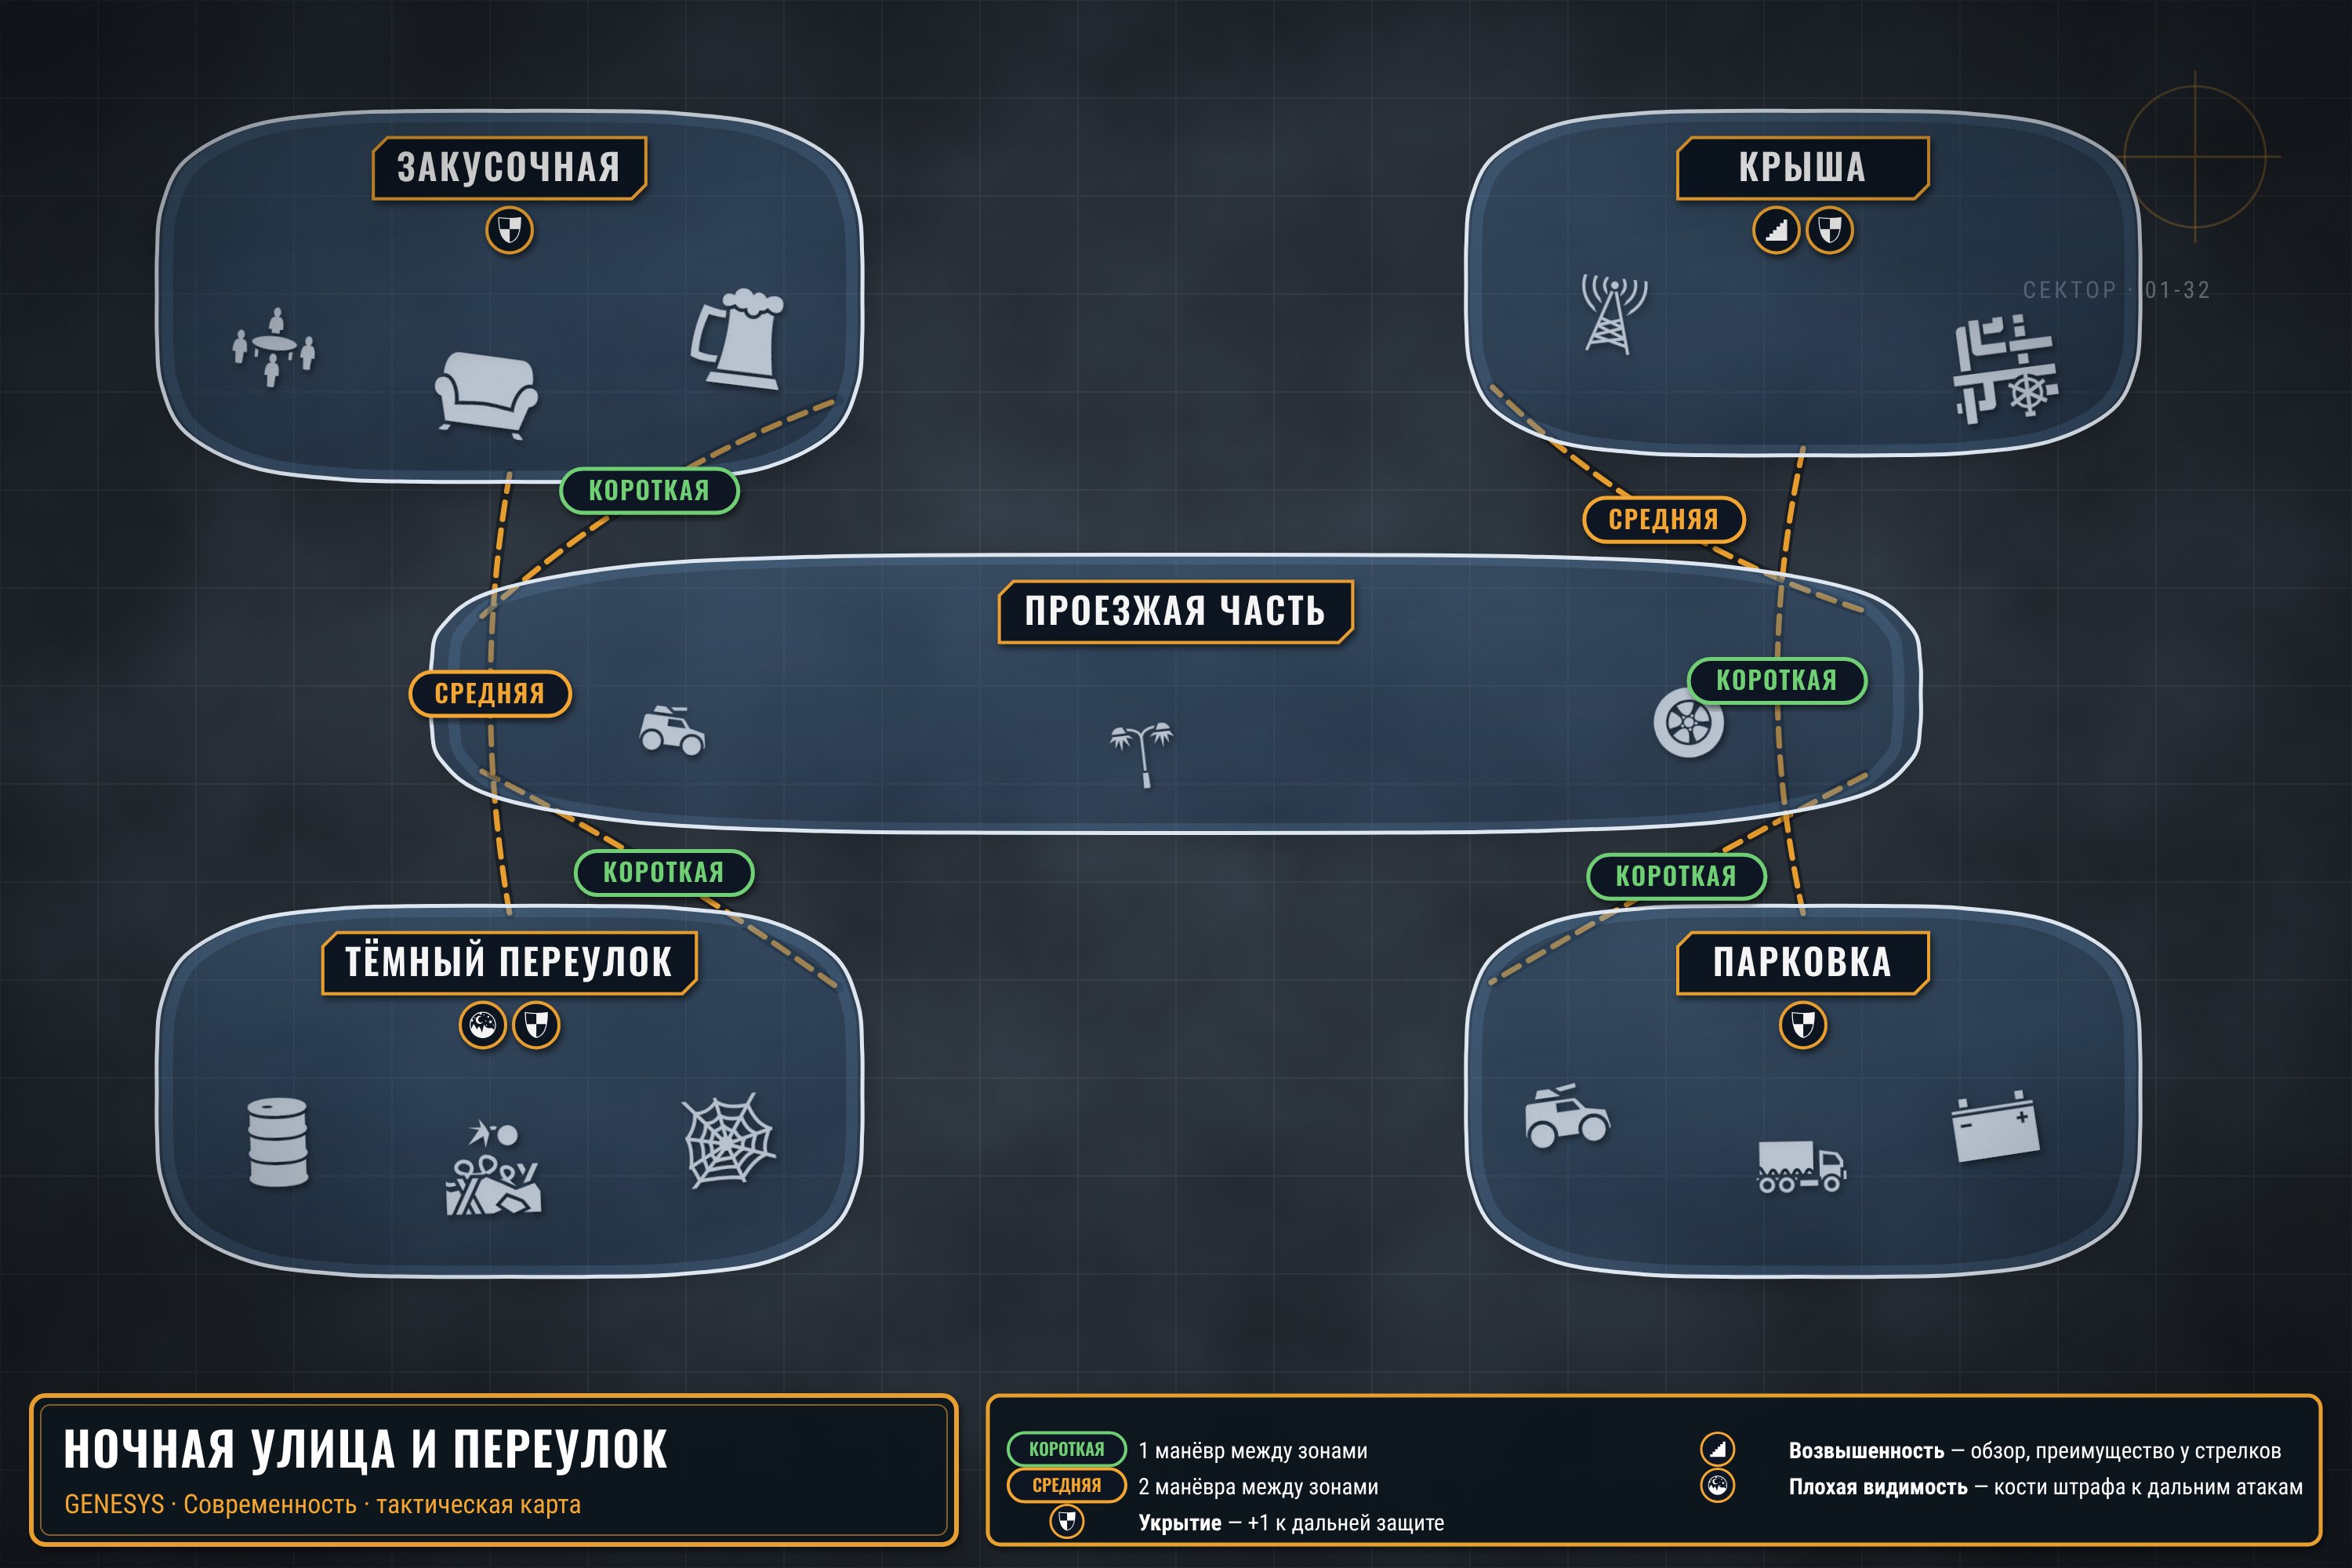 ЗАКУСОЧНАЯ
КРЫША
СЕКТОР · 01-32
КОРОТКАЯ
СРЕДНЯЯ
ПРОЕЗЖАЯ ЧАСТЬ
СРЕДНЯЯ
КОРОТКАЯ
КОРОТКАЯ
КОРОТКАЯ
ТЁМНЫЙ ПЕРЕУЛОК
ПАРКОВКА
НОЧНАЯ УЛИЦА И ПЕРЕУЛОК
GENESYS · Современность · тактическая карта
КОРОТКАЯ 1 манёвр между зонами
СРЕДНЯЯ 2 манёвра между зонами
Укрытие — +1 к дальней защите
Возвышенность — обзор, преимущество у стрелков
Плохая видимость — кости штрафа к дальним атакам